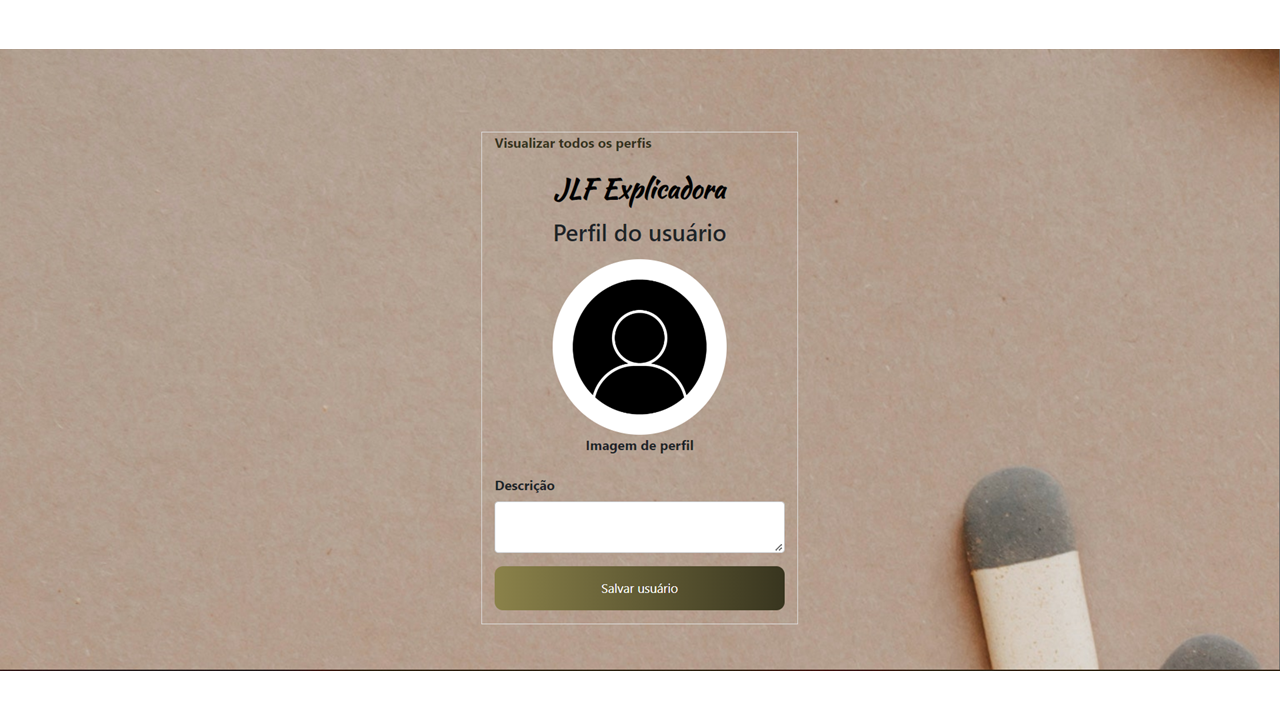 Visualizar todos os perfis
JLF Explicadora
Perfil do usuário
Imagem de perfil
Descrição
Salvar usuário